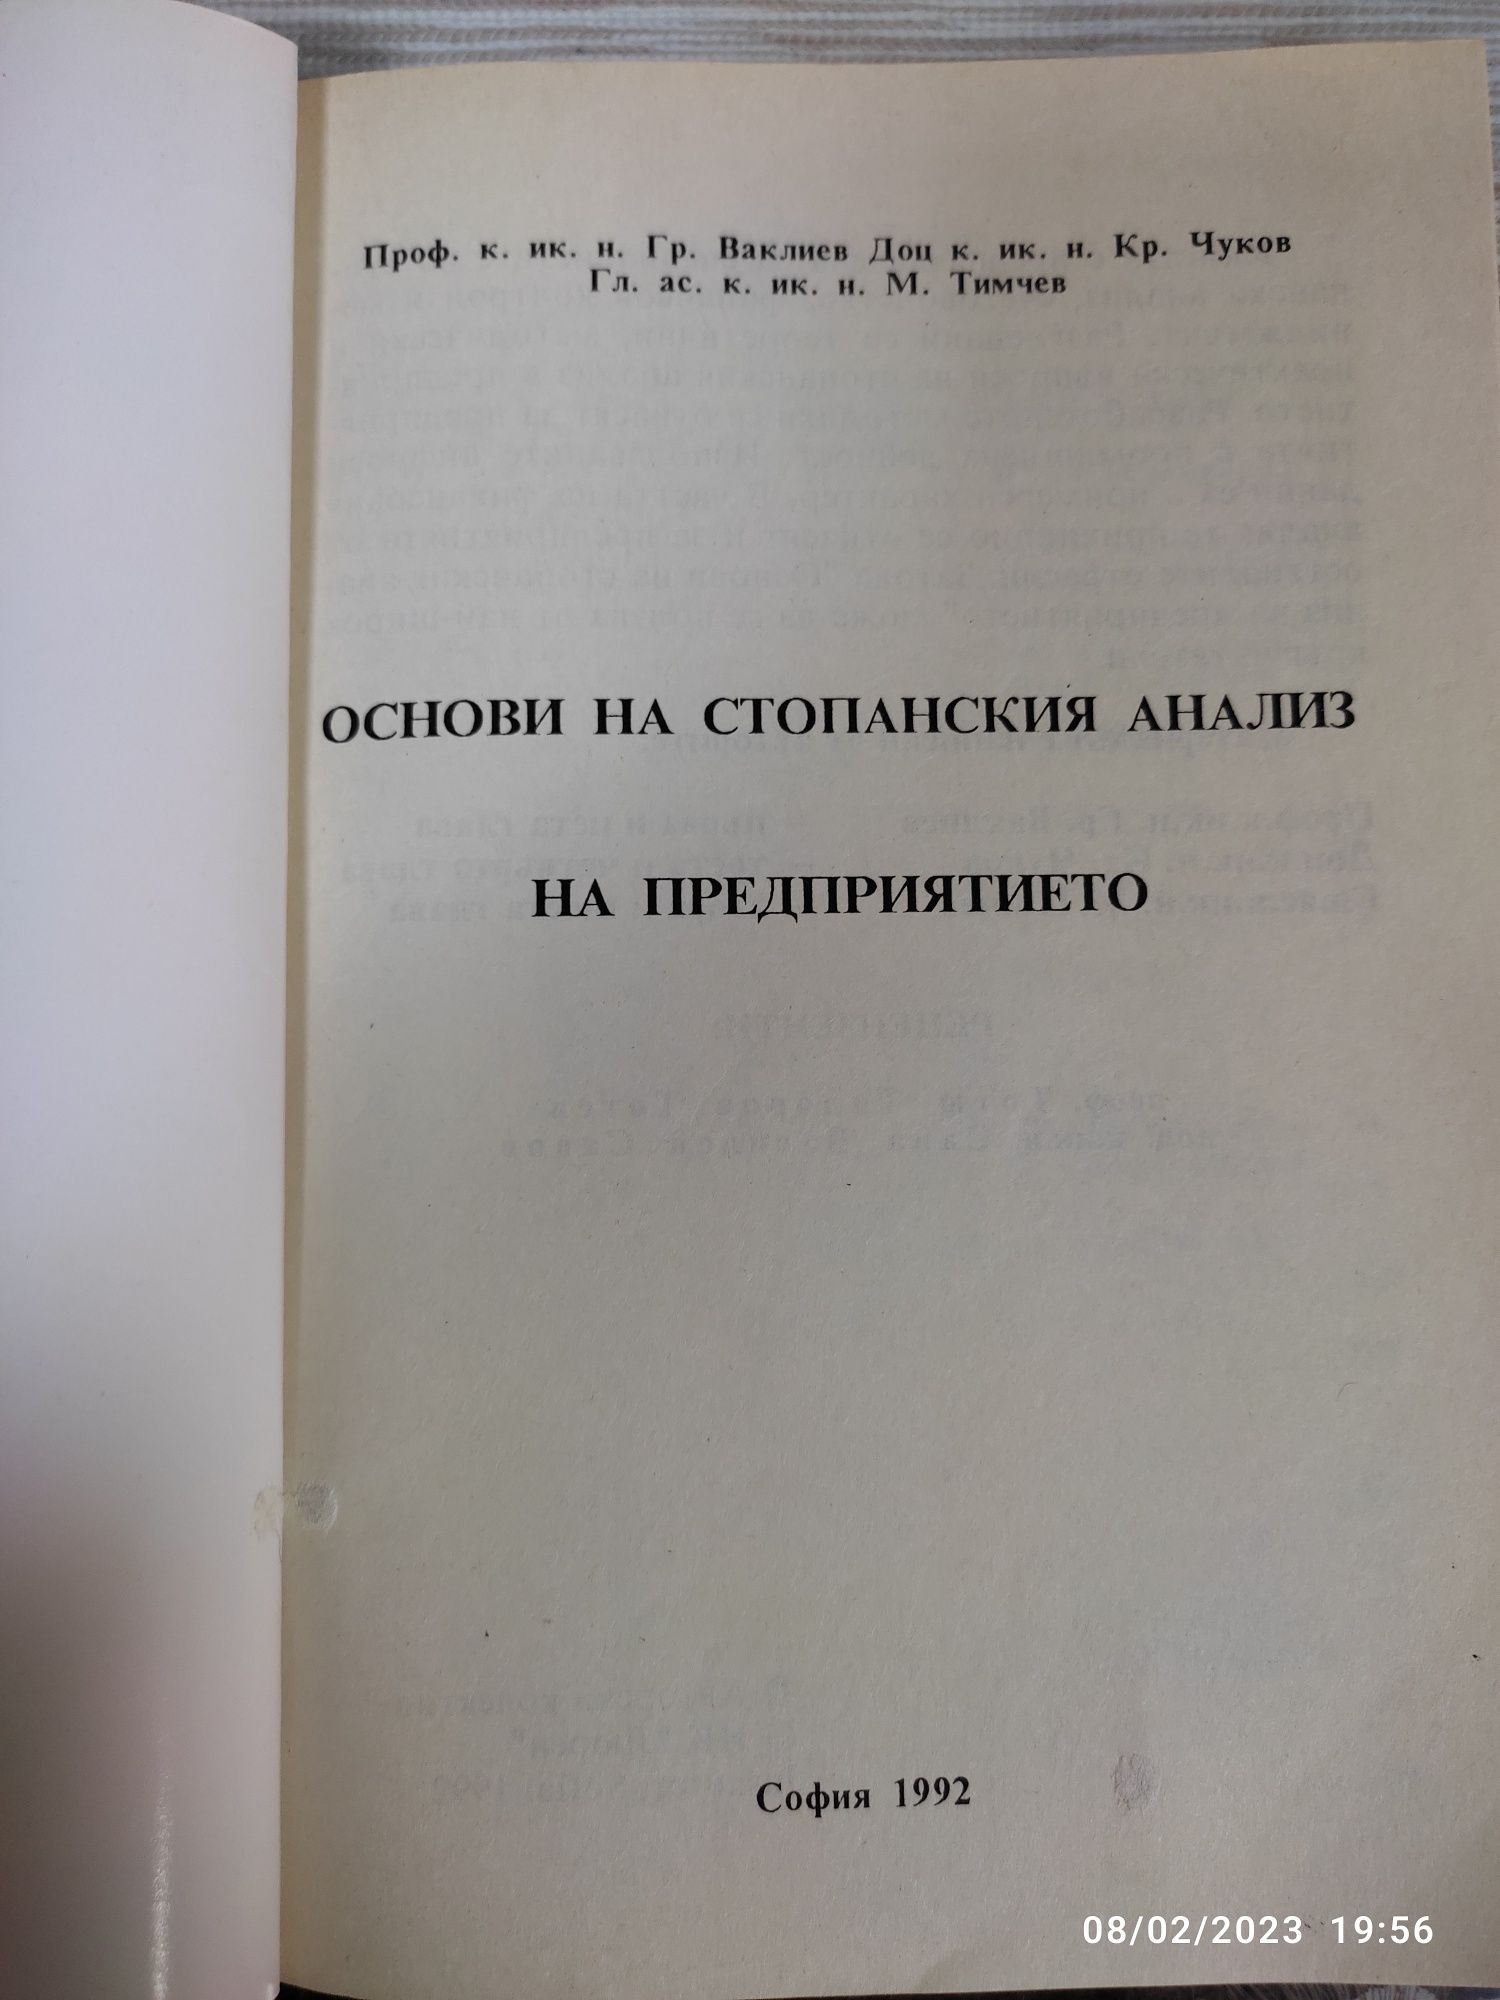 Проф. к. ик. н. Гр. Ваклиев Доц к. ик. н. Кр. Чуков
Гл. ас. к. ик. н. М. Тимчев
ОСНОВИ НА СТОПАНСКИЯ АНАЛИЗ
НА ПРЕДПРИЯТИЕТО
София 1992
08/02/2023 19:56